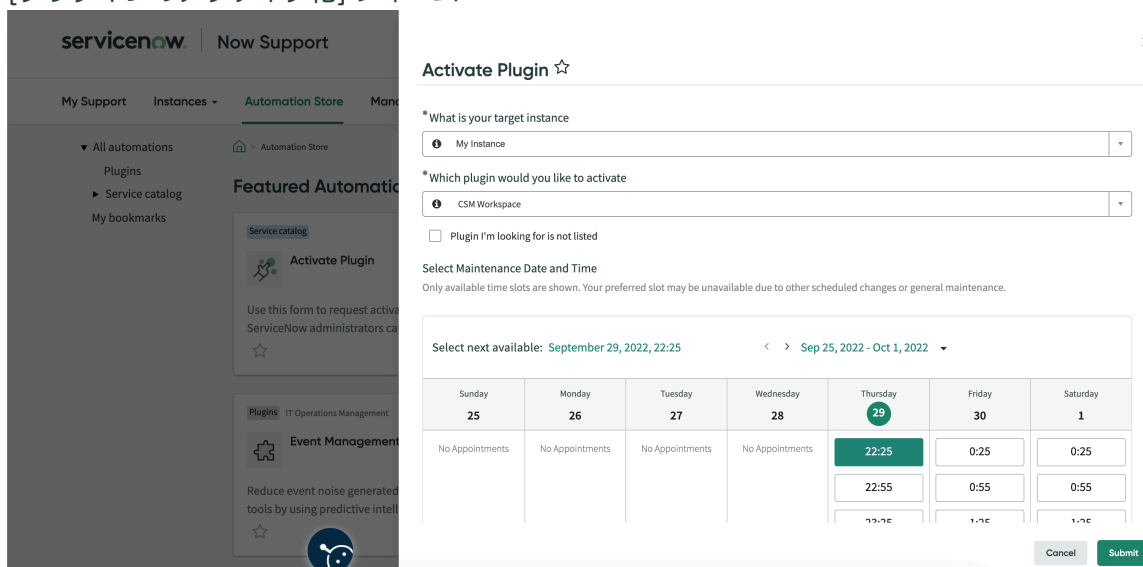 servicenow. Now Support
My Support Instances Automation Store
All automations
Plugins
Service catalog
My bookmarks
Automation Store
Featured
Service catalog
Activate Plugin
Use this form to request
ServiceNow administrators
Plugins IT Operations Management
Event Management
Reduce event noise generated
tools by using predictive
Activate Plugin
*What is your target instance
My Instance
*Which plugin would you like to activate
CSM Workspace
Plugin I'm looking for is not listed
Select Maintenance Date and Time
Only available time slots are shown. Your preferred slot may be unavailable due to other scheduled changes or general maintenance.
Select next available: September 29, 2022, 22:25 Sep 25, 2022 - Oct 1, 2022
Sunday Monday Tuesday Wednesday Thursday Friday Saturday
25 26 27 28 29 30 1
No Appointments No Appointments No Appointments No Appointments 22:25 0:25 0:25
22:55 0:55 0:55
23:25 1:25 1:25
Cancel Submit